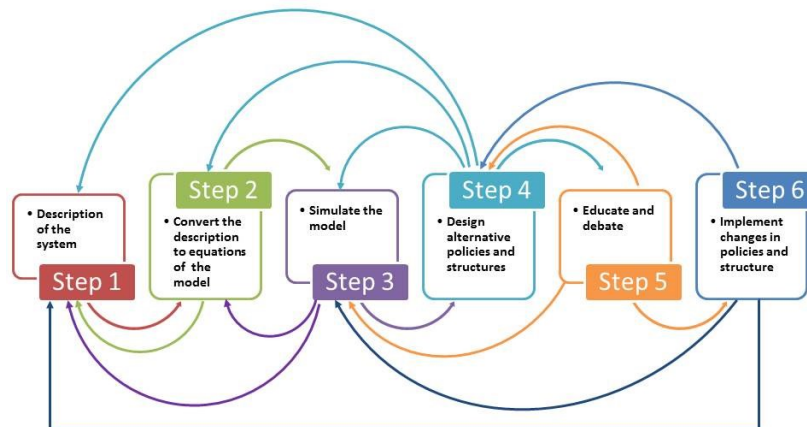 • Description of
the system
Step 1
Step 2
• Convert the
description
to equations
of the
model
• Simulate the
model
Step 3
Step 4
• Design
alternative
policies and
structures
• Educate and
debate
Step 5
Step 6
• Implement
changes in
policies and
structure